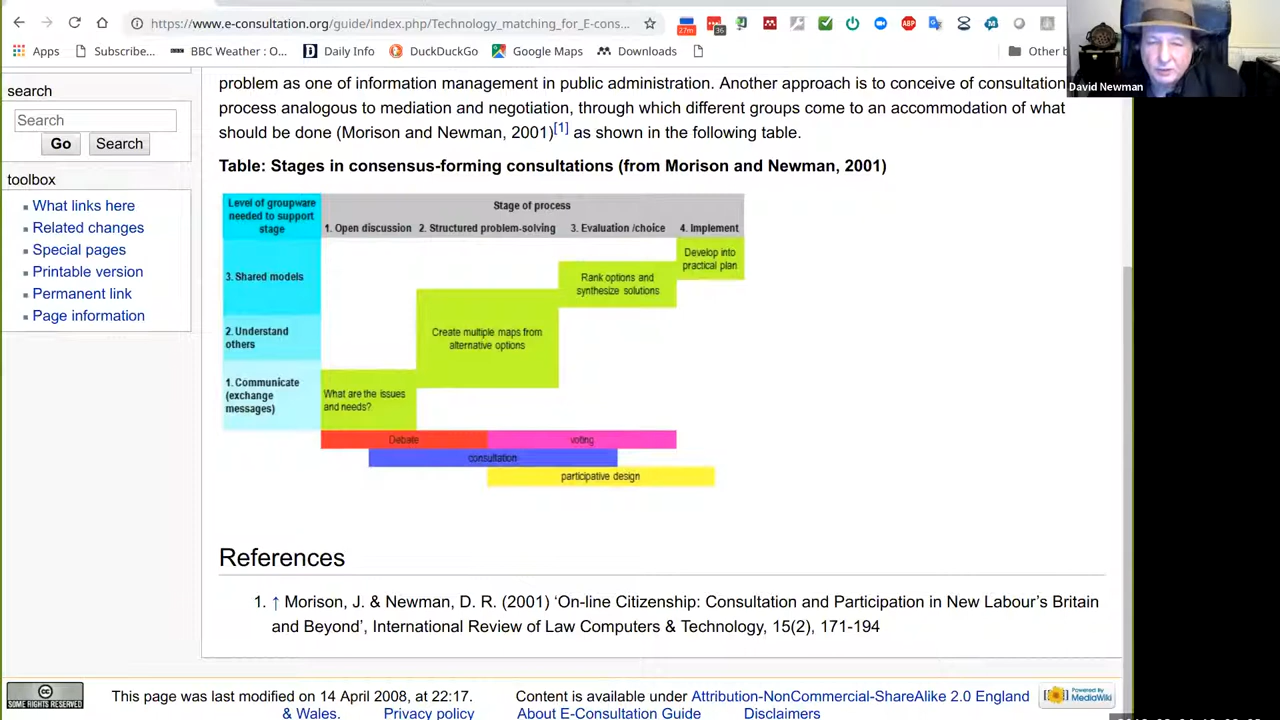 https://www.e-consultation.org/guide/index.php/Technology_matching_for_E-cons...
27m
36
ABP
Apps
Subscribe...
BBC Weather : O...
Daily Info
DuckDuckGo
Google Maps
Downloads
Other b
David Newman
search
Search
Go Search
toolbox
What links here
Related changes
Special pages
Printable version
Permanent link
Page information
problem as one of information management in public administration. Another approach is to conceive of consultation
process analogous to mediation and negotiation, through which different groups come to an accommodation of what
should be done (Morison and Newman, 2001)[1] as shown in the following table.
Table: Stages in consensus-forming consultations (from Morison and Newman, 2001)
Level of groupware
needed to support
stage
Stage of process
1. Open discussion 2. Structured problem-solving 3. Evaluation /choice 4. Implement
3. Shared models
Develop into
practical plan
Rank options and
synthesize solutions
2. Understand
others
Create multiple maps from
alternative options
1. Communicate
(exchange
messages)
What are the issues
and needs?
Debate
voting
consultation
participative design
References
1. ↑ Morison, J. & Newman, D. R. (2001) ‘On-line Citizenship: Consultation and Participation in New Labour’s Britain
and Beyond’, International Review of Law Computers & Technology, 15(2), 171-194
SOME RIGHTS RESERVED
This page was last modified on 14 April 2008, at 22:17.
Content is available under Attribution-NonCommercial-ShareAlike 2.0 England
& Wales. Privacy policy About E-Consultation Guide Disclaimers
Powered By
MediaWiki